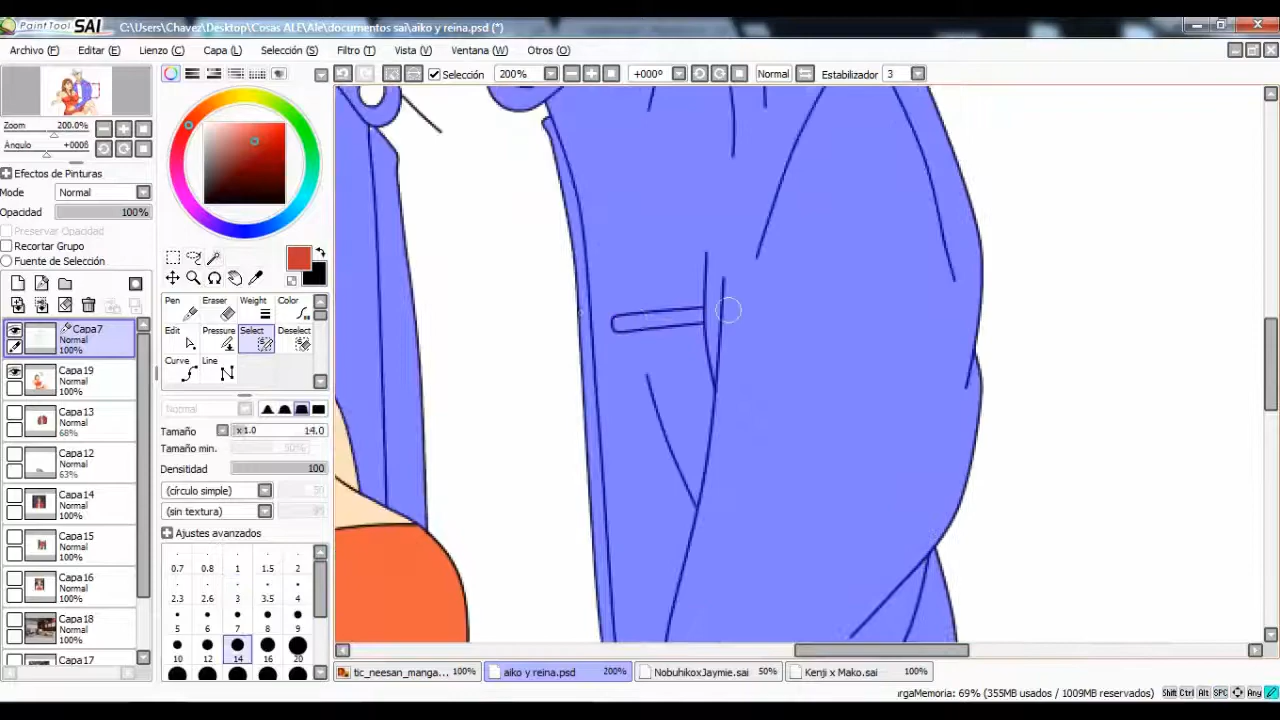 PaintTool SAI C:\Users\Chavez\Desktop\Cosas ALE\Ale\documentos sai\aiko y reina.psd (*)
Archivo (F) Editar (E) Lienzo (C) Capa (L) Selección (S) Filtro (T) Vista (V) Ventana (W) Otros (O)
Selección 200% +000º Normal Estabilizador 3
Zoom 200.0%
Ángulo +000ß
Efectos de Pinturas
Mode Normal
Opacidad 100%
Preservar Opacidad
Recortar Grupo
Fuente de Selección
Capa7
Normal
100%
Capa19
Normal
100%
Capa13
Normal
68%
Capa12
Normal
63%
Capa14
Normal
100%
Capa15
Normal
100%
Capa16
Normal
100%
Capa18
Normal
100%
Capa17
Pen Eraser Weight Color
Edit Pressure Select Deselect
Curve Line
Normal
Tamaño x1.0 14.0
Tamaño min. 50%
Densitidad 100
(círculo simple) 50
(sin textura)
Ajustes avanzados
0.7 0.8 1 1.5 2
2.3 2.6 3 3.5 4
5 6 7 8 9
10 12 14 16 20
tic_neesan_manga... 100% aiko y reina.psd 200% NobuhikoxJaymie.sai 50% Kenji x Mako.sai 100%
ırgaMemoria: 69% (355MB usados / 1009MB reservados) Shift Ctrl Alt SPC Any